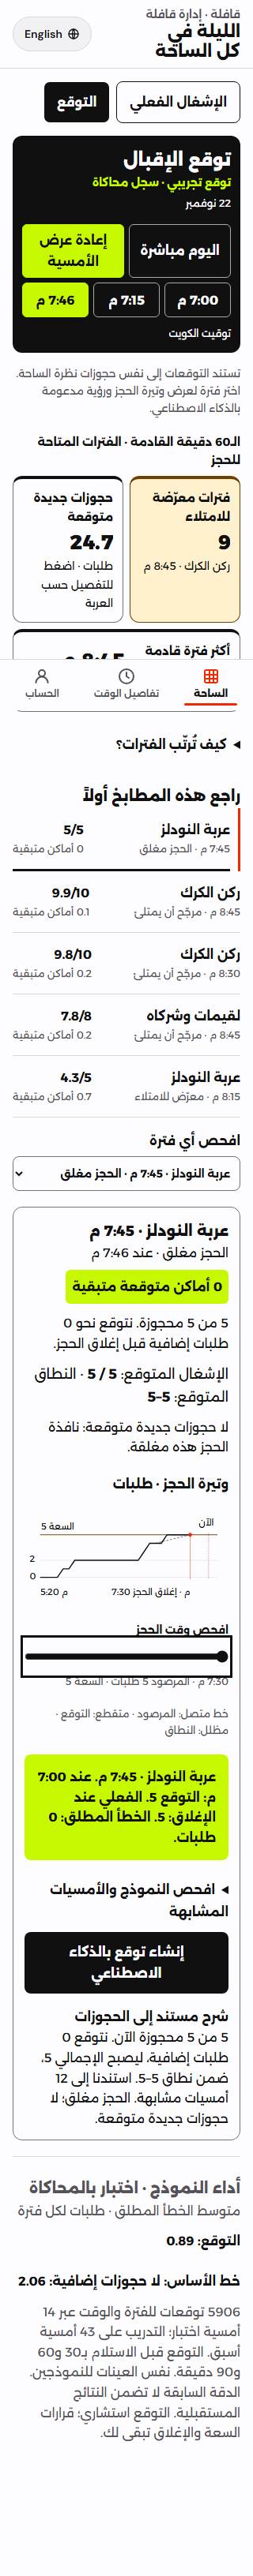 قافلة · إدارة قافلة
الليلة في
كل الساحة
English
الإشغال الفعلي
التوقع
توقع الإقبال
توقع تجريبي · سجل محاكاة
22 نوفمبر
اليوم مباشرة
إعادة عرض
الأمسية
7:00 م
7:15 م
7:46 م
توقيت الكويت
تستند التوقعات إلى نفس حجوزات نظرة الساحة.
اختر فترة لعرض وتيرة الحجز ورؤية مدعومة
بالذكاء الاصطناعي.
الـ60 دقيقة القادمة · الفترات المتاحة
للحجز
فترات معرّضة
للامتلاء
9
ركن الكرك · 8:45 م
حجوزات جديدة
متوقعة
24.7
طلبات · اضغط
للتفصيل حسب
العربة
أكثر فترة قادمة
الساحة
تفاصيل الوقت
الحساب
كيف تُرتّب الفترات؟
راجع هذه المطابخ أولاً
عربة النودلز
5/5
7:45 م · الحجز مغلق
0 أماكن متبقية
ركن الكرك
9.9/10
8:45 م · مرجّح أن يمتلئ
0.1 أماكن متبقية
ركن الكرك
9.8/10
8:30 م · مرجّح أن يمتلئ
0.2 أماكن متبقية
لقيمات وشركاه
7.8/8
8:45 م · مرجّح أن يمتلئ
0.2 أماكن متبقية
عربة النودلز
4.3/5
8:15 م · معرّض للامتلاء
0.7 أماكن متبقية
افحص أي فترة
عربة النودلز · 7:45 م · الحجز مغلق
عربة النودلز · 7:45 م
الحجز مغلق · عند 7:46 م
0 أماكن متوقعة متبقية
5 من 5 محجوزة. نتوقع نحو 0
طلبات إضافية قبل إغلاق الحجز.
الإشغال المتوقع: 5 / 5 · النطاق
المتوقع: 5–5
لا حجوزات جديدة متوقعة: نافذة
الحجز هذه مغلقة.
وتيرة الحجز · طلبات
السعة 5
الآن
2
0
5:20 م
إغلاق الحجز 7:30 · م
افحص وقت الحجز
7:30 م · المرصود 5 طلبات · السعة 5
خط متصل: المرصود · متقطع: التوقع ·
مظلل: النطاق
عربة النودلز · 7:45 م. عند 7:00
م: التوقع 5. الفعلي عند
الإغلاق: 5. الخطأ المطلق: 0
طلبات.
افحص النموذج والأمسيات
المشابهة
إنشاء توقع بالذكاء
الاصطناعي
شرح مستند إلى الحجوزات
5 من 5 محجوزة الآن. نتوقع 0
طلبات إضافية، ليصبح الإجمالي 5،
ضمن نطاق 5–5. استندنا إلى 12
أمسيات مشابهة. الحجز مغلق؛ لا
حجوزات جديدة متوقعة.
أداء النموذج · اختبار بالمحاكاة
متوسط الخطأ المطلق · طلبات لكل فترة
التوقع: 0.89
خط الأساس: لا حجوزات إضافية: 2.06
5906 توقعات للفترة والوقت عبر 14
أمسية اختبار؛ التدريب على 43 أمسية
أسبق. التوقع قبل الاستلام بـ30 و60
و90 دقيقة. نفس العينات للنموذجين.
الدقة السابقة لا تضمن النتائج
المستقبلية. التوقع استشاري؛ قرارات
السعة والإغلاق تبقى لك.